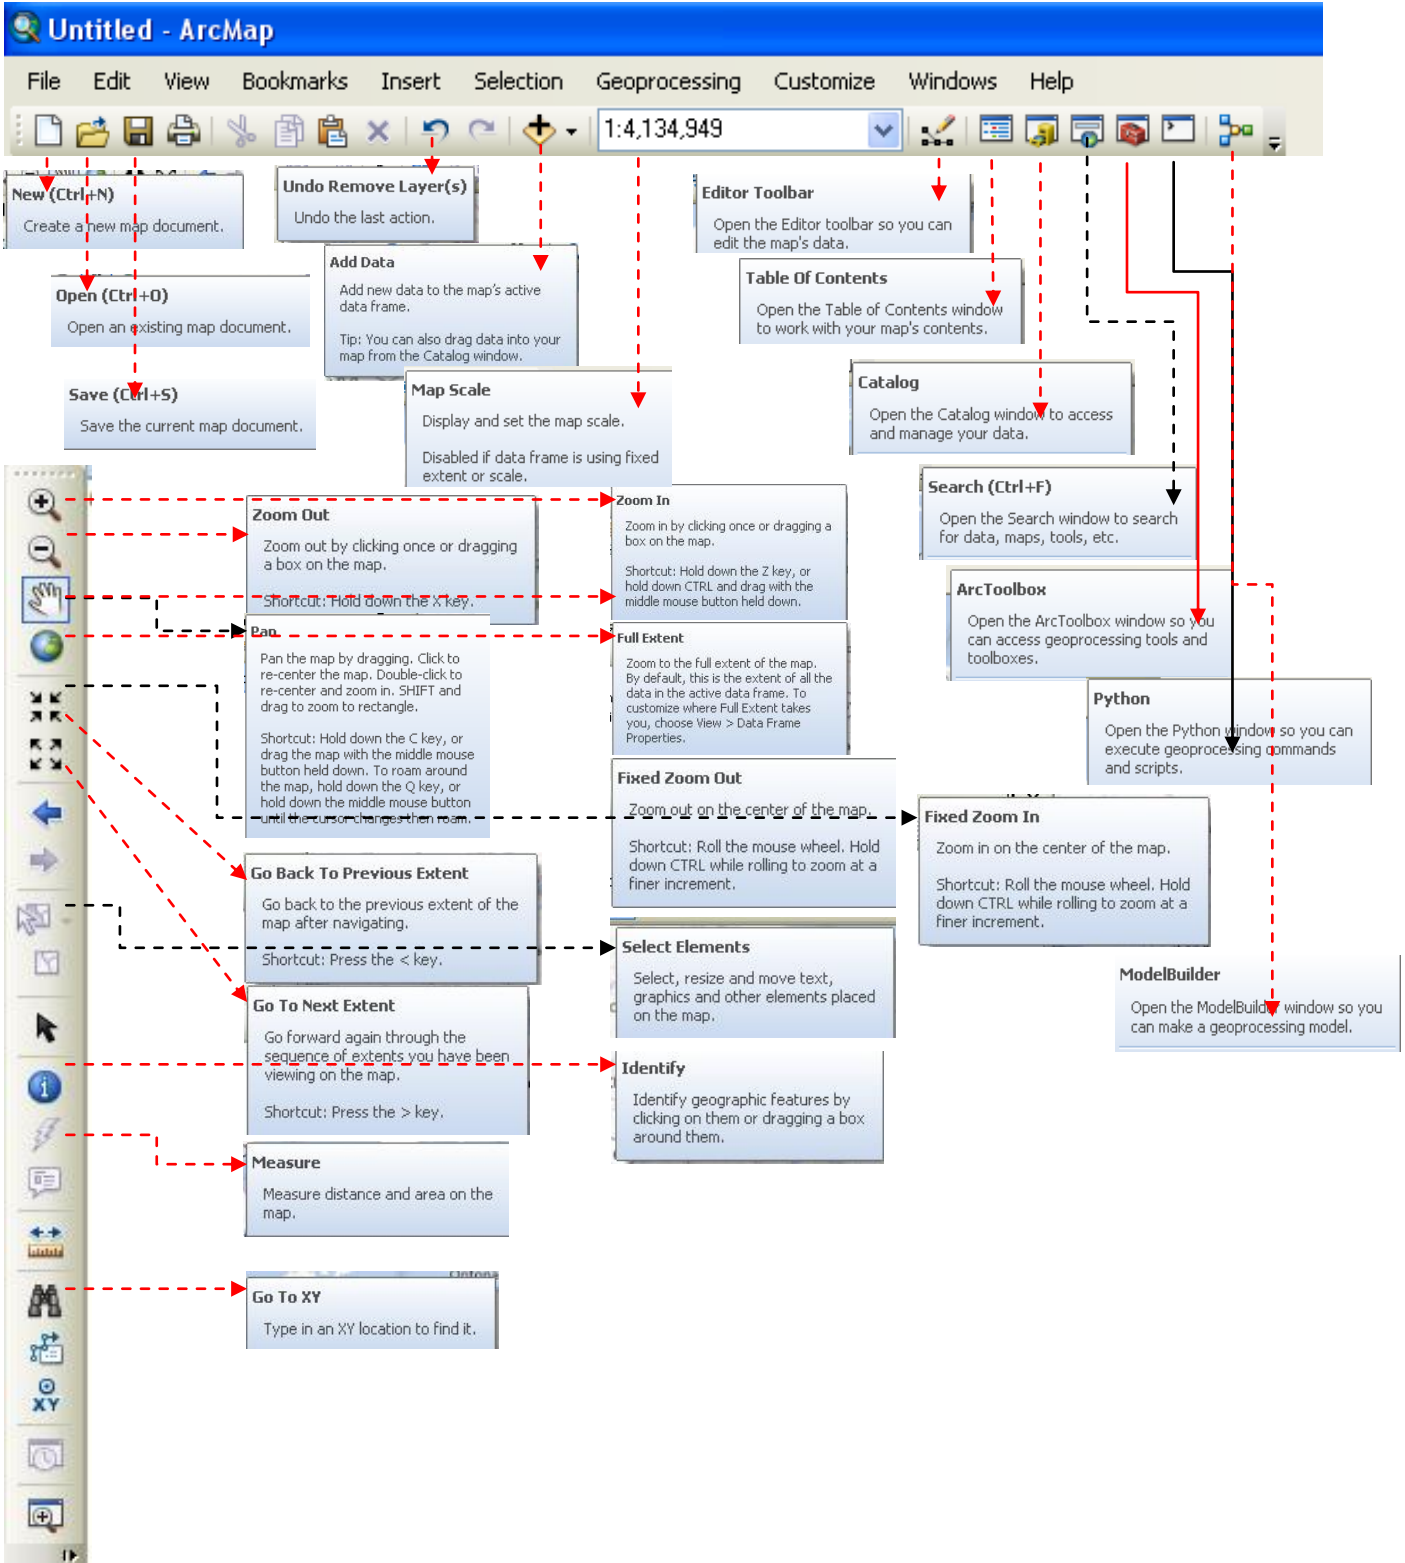 Untitled - ArcMap
File Edit View Bookmarks Insert Selection Geoprocessing Customize Windows Help
1:4,134,949
New (Ctrl+N)
Create a new map document.
Open (Ctrl+O)
Open an existing map document.
Save (Ctrl+S)
Save the current map document.
Undo Remove Layer(s)
Undo the last action.
Add Data
Add new data to the map's active
data frame.
Tip: You can also drag data into your
map from the Catalog window.
Map Scale
Display and set the map scale.
Disabled if data frame is using fixed
extent or scale.
Editor Toolbar
Open the Editor toolbar so you can
edit the map's data.
Table Of Contents
Open the Table of Contents window
to work with your map's contents.
Catalog
Open the Catalog window to access
and manage your data.
Search (Ctrl+F)
Open the Search window to search
for data, maps, tools, etc.
ArcToolbox
Open the ArcToolbox window so you
can access geoprocessing tools and
toolboxes.
Python
Open the Python window so you can
execute geoprocessing commands
and scripts.
ModelBuilder
Open the ModelBuilder window so you
can make a geoprocessing model.
Zoom Out
Zoom out by clicking once or dragging
a box on the map.
Shortcut: Hold down the X key.
Zoom In
Zoom in by clicking once or dragging a
box on the map.
Shortcut: Hold down the Z key, or
hold down CTRL and drag with the
middle mouse button held down.
Pan
Pan the map by dragging. Click to
re-center the map. Double-click to
re-center and zoom in. SHIFT and
drag to zoom to rectangle.
Shortcut: Hold down the C key, or
drag the map with the middle mouse
button held down. To roam around
the map, hold down the Q key, or
hold down the middle mouse button
until the cursor changes then roam.
Full Extent
Zoom to the full extent of the map.
By default, this is the extent of all the
data in the active data frame. To
customize where Full Extent takes
you, choose View > Data Frame
Properties.
Fixed Zoom Out
Zoom out on the center of the map.
Shortcut: Roll the mouse wheel. Hold
down CTRL while rolling to zoom at a
finer increment.
Fixed Zoom In
Zoom in on the center of the map.
Shortcut: Roll the mouse wheel. Hold
down CTRL while rolling to zoom at a
finer increment.
Go Back To Previous Extent
Go back to the previous extent of the
map after navigating.
Shortcut: Press the < key.
Select Elements
Select, resize and move text,
graphics and other elements placed
on the map.
Go To Next Extent
Go forward again through the
sequence of extents you have been
viewing on the map.
Shortcut: Press the > key.
Identify
Identify geographic features by
clicking on them or dragging a box
around them.
Measure
Measure distance and area on the
map.
Go To XY
Type in an XY location to find it.
XY